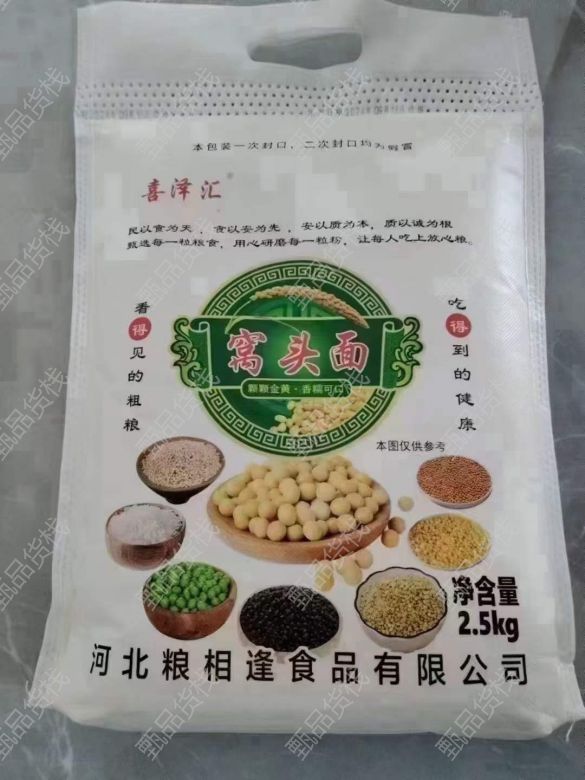 本包装一次封口，二次封口均为假冒
喜泽汇
民以食为天，食以安为先，安以质为本，质以诚为根
甄选每一粒粮食，用心研磨每一粒粉，让每人吃上放心粮。
看得见的粗粮
吃得到的健康
窝头面
颗颗金黄·香糯可口
本图仅供参考
净含量
2.5kg
河北粮相逢食品有限公司
甄品货栈